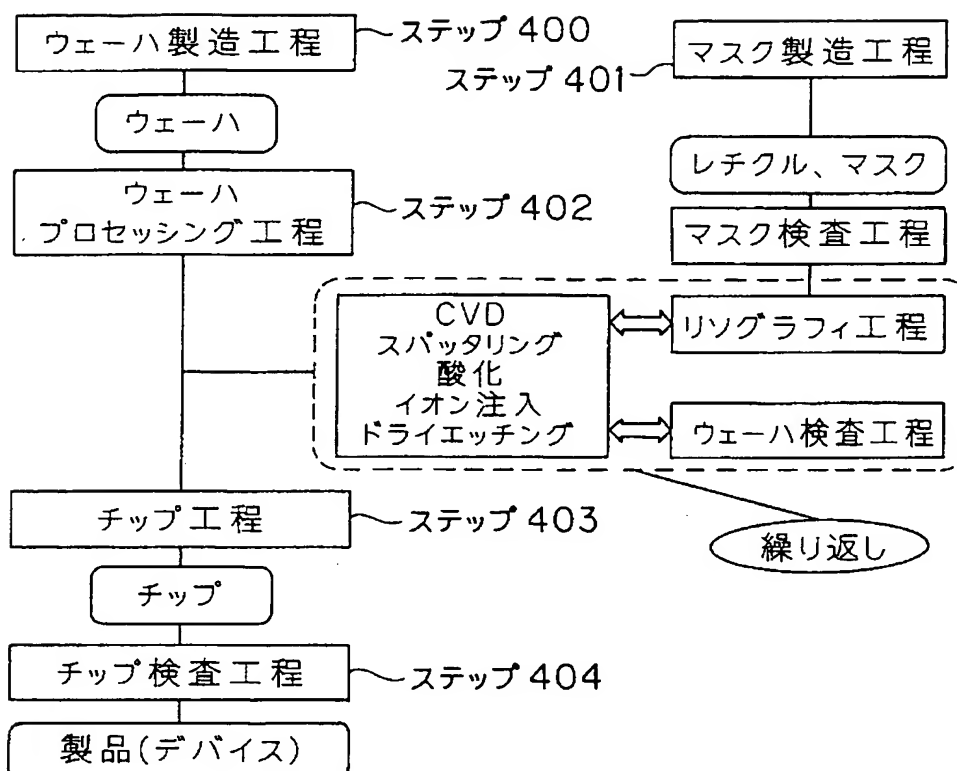 ウェーハ製造工程
ステップ 400
マスク製造工程
ステップ 401
ウェーハ
レチクル、マスク
ウェーハ
プロセッシング工程
ステップ 402
マスク検査工程
CVD
スパッタリング
酸化
イオン注入
ドライエッチング
リソグラフィ工程
ウェーハ検査工程
チップ工程
ステップ 403
繰り返し
チップ
チップ検査工程
ステップ 404
製品(デバイス)